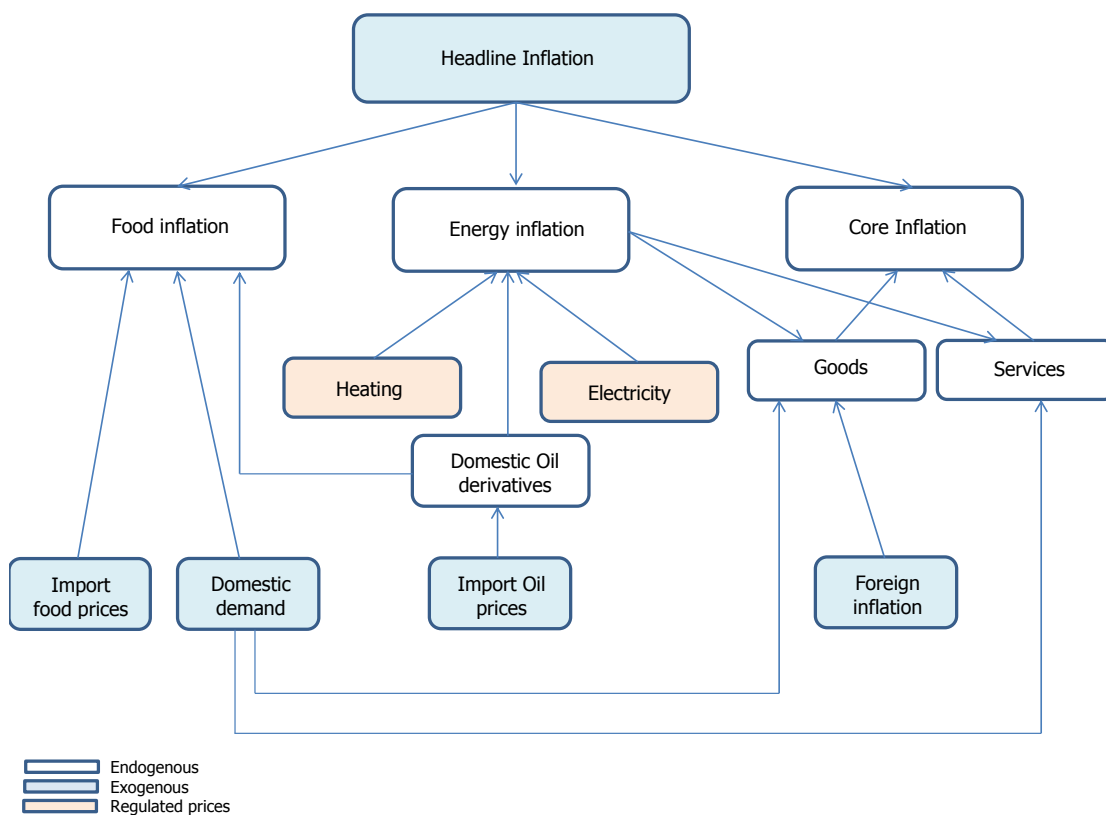 Headline Inflation
Food inflation
Energy inflation
Core Inflation
Heating
Electricity
Goods
Services
Domestic Oil
derivatives
Import
food prices
Domestic
demand
Import Oil
prices
Foreign
inflation
Endogenous
Exogenous
Regulated prices